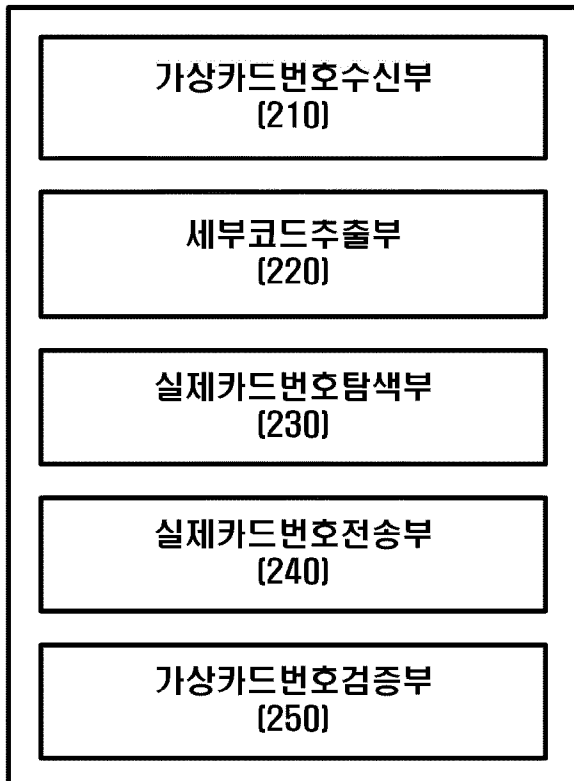 가상카드번호수신부
(210)
세부코드추출부
(220)
실제카드번호탐색부
(230)
실제카드번호전송부
(240)
가상카드번호검증부
(250)